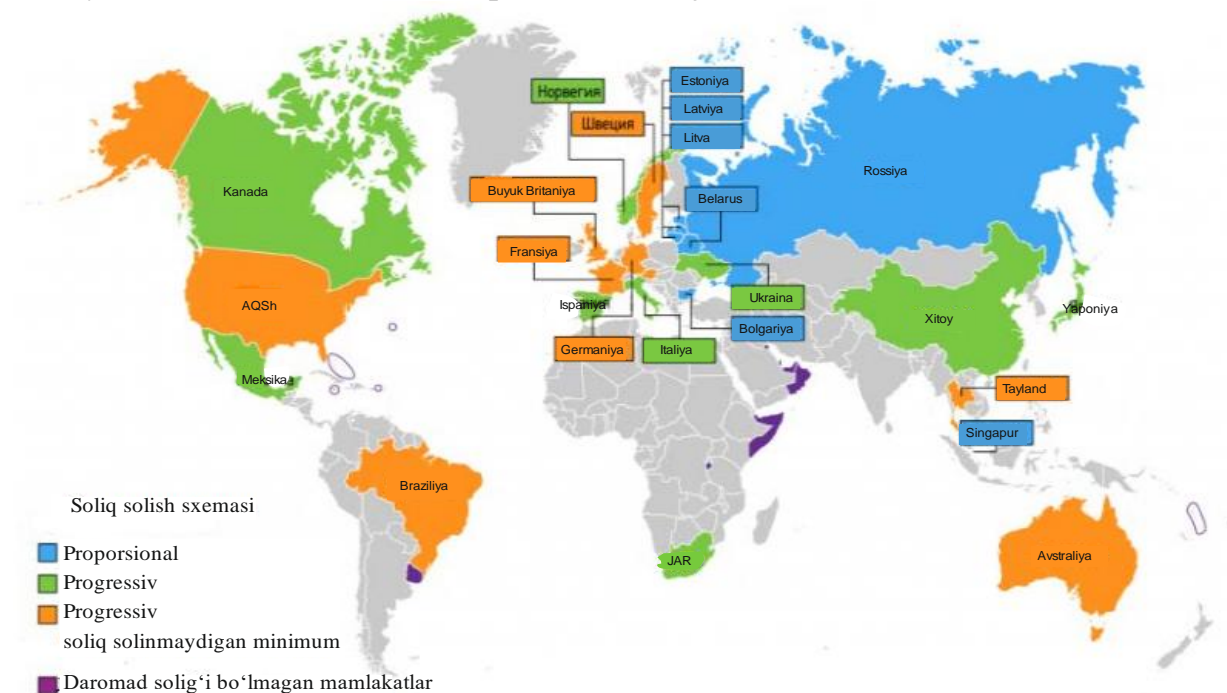 Estoniya
Норвегия
Latviya
Швеция
Litva
Rossiya
Kanada
Buyuk Britaniya
Belarus
Fransiya
AQSh
Ispaniya
Ukraina
Xitoy
Yaponiya
Bolgariya
Germaniya
Italiya
Meksika
Tayland
Singapur
Braziliya
Soliq solish sxemasi
Avstraliya
JAR
Proporsional
Progressiv
Progressiv
soliq solinmaydigan minimum
Daromad solig‘i bo‘lmagan mamlakatlar